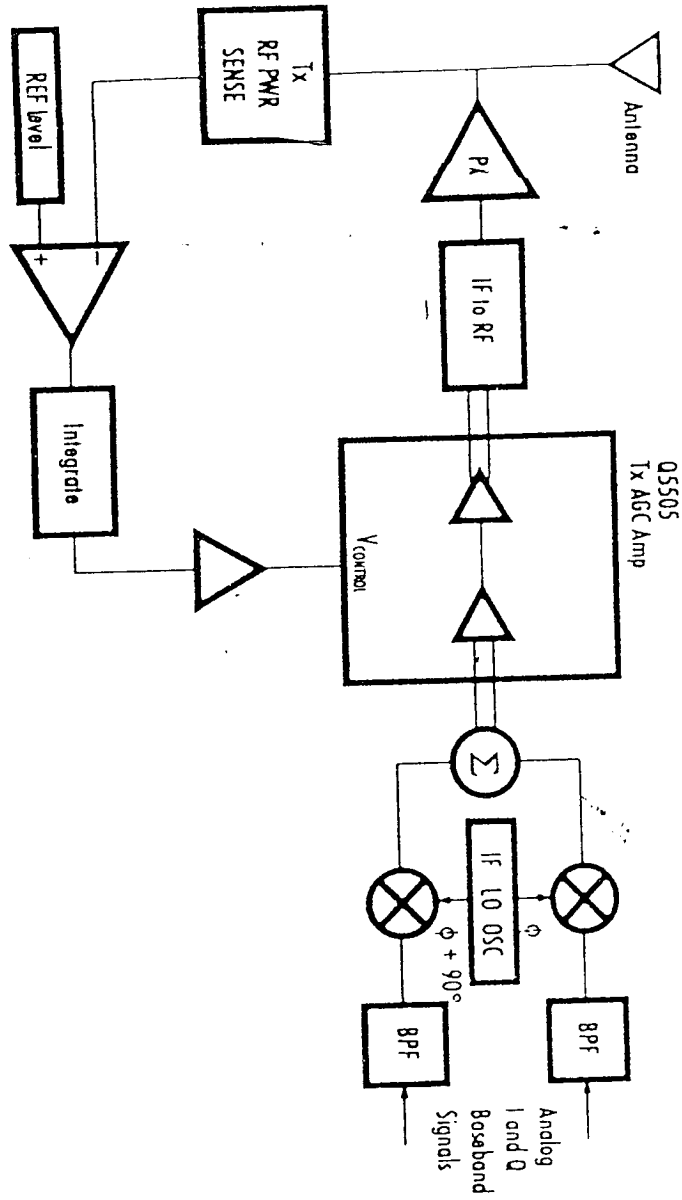 Q5505
Tx AGC Amp
Antenna
BPF
Φ
Analog
I and Q
Baseband
Signals
PA
IF to RF
Σ
IF LO OSC
Φ + 90°
BPF
VCONTROL
Tx
RF PWR
SENSE
−
+
Integrate
REF Level